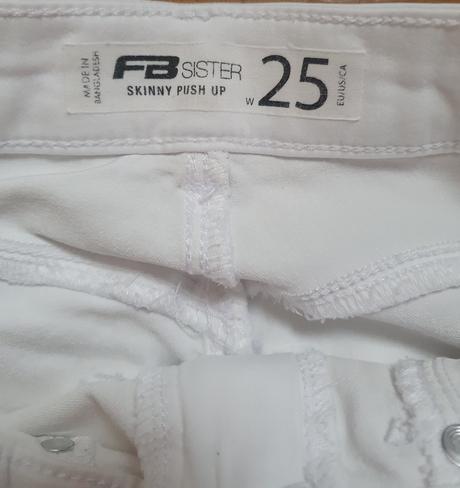 MADE IN
BANGLADESH
FB SISTER
SKINNY PUSH UP
W 25
EU/US/CA